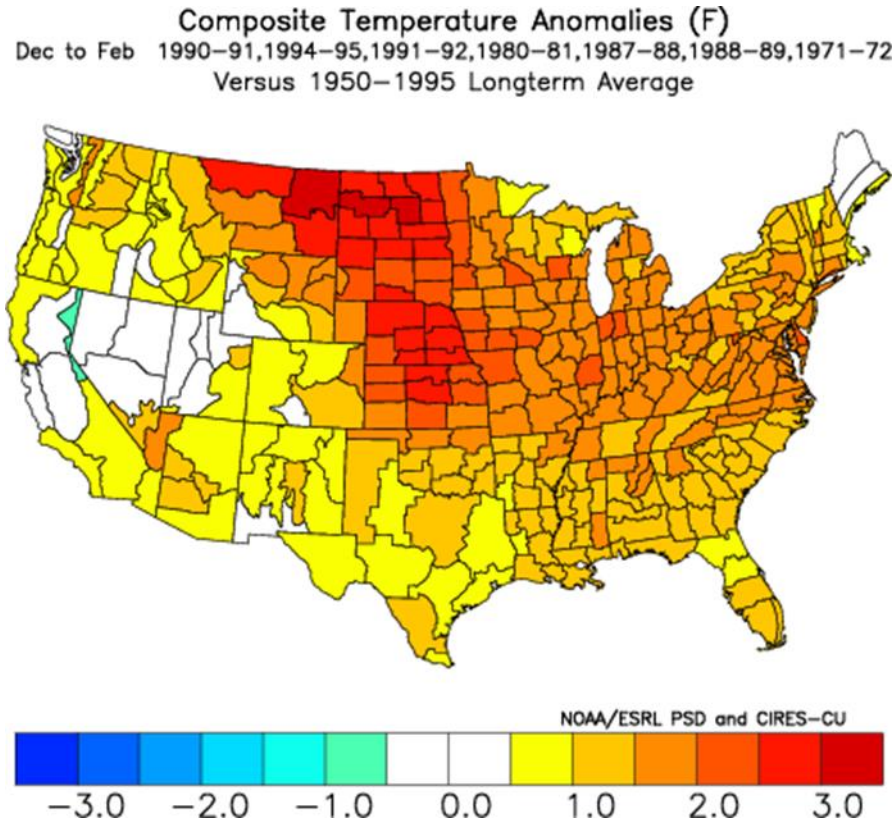 Composite Temperature Anomalies (F)
Dec to Feb 1990-91,1994-95,1991-92,1980-81,1987-88,1988-89,1971-72
Versus 1950-1995 Longterm Average
NOAA/ESRL PSD and CIRES-CU
-3.0 -2.0 -1.0 0.0 1.0 2.0 3.0